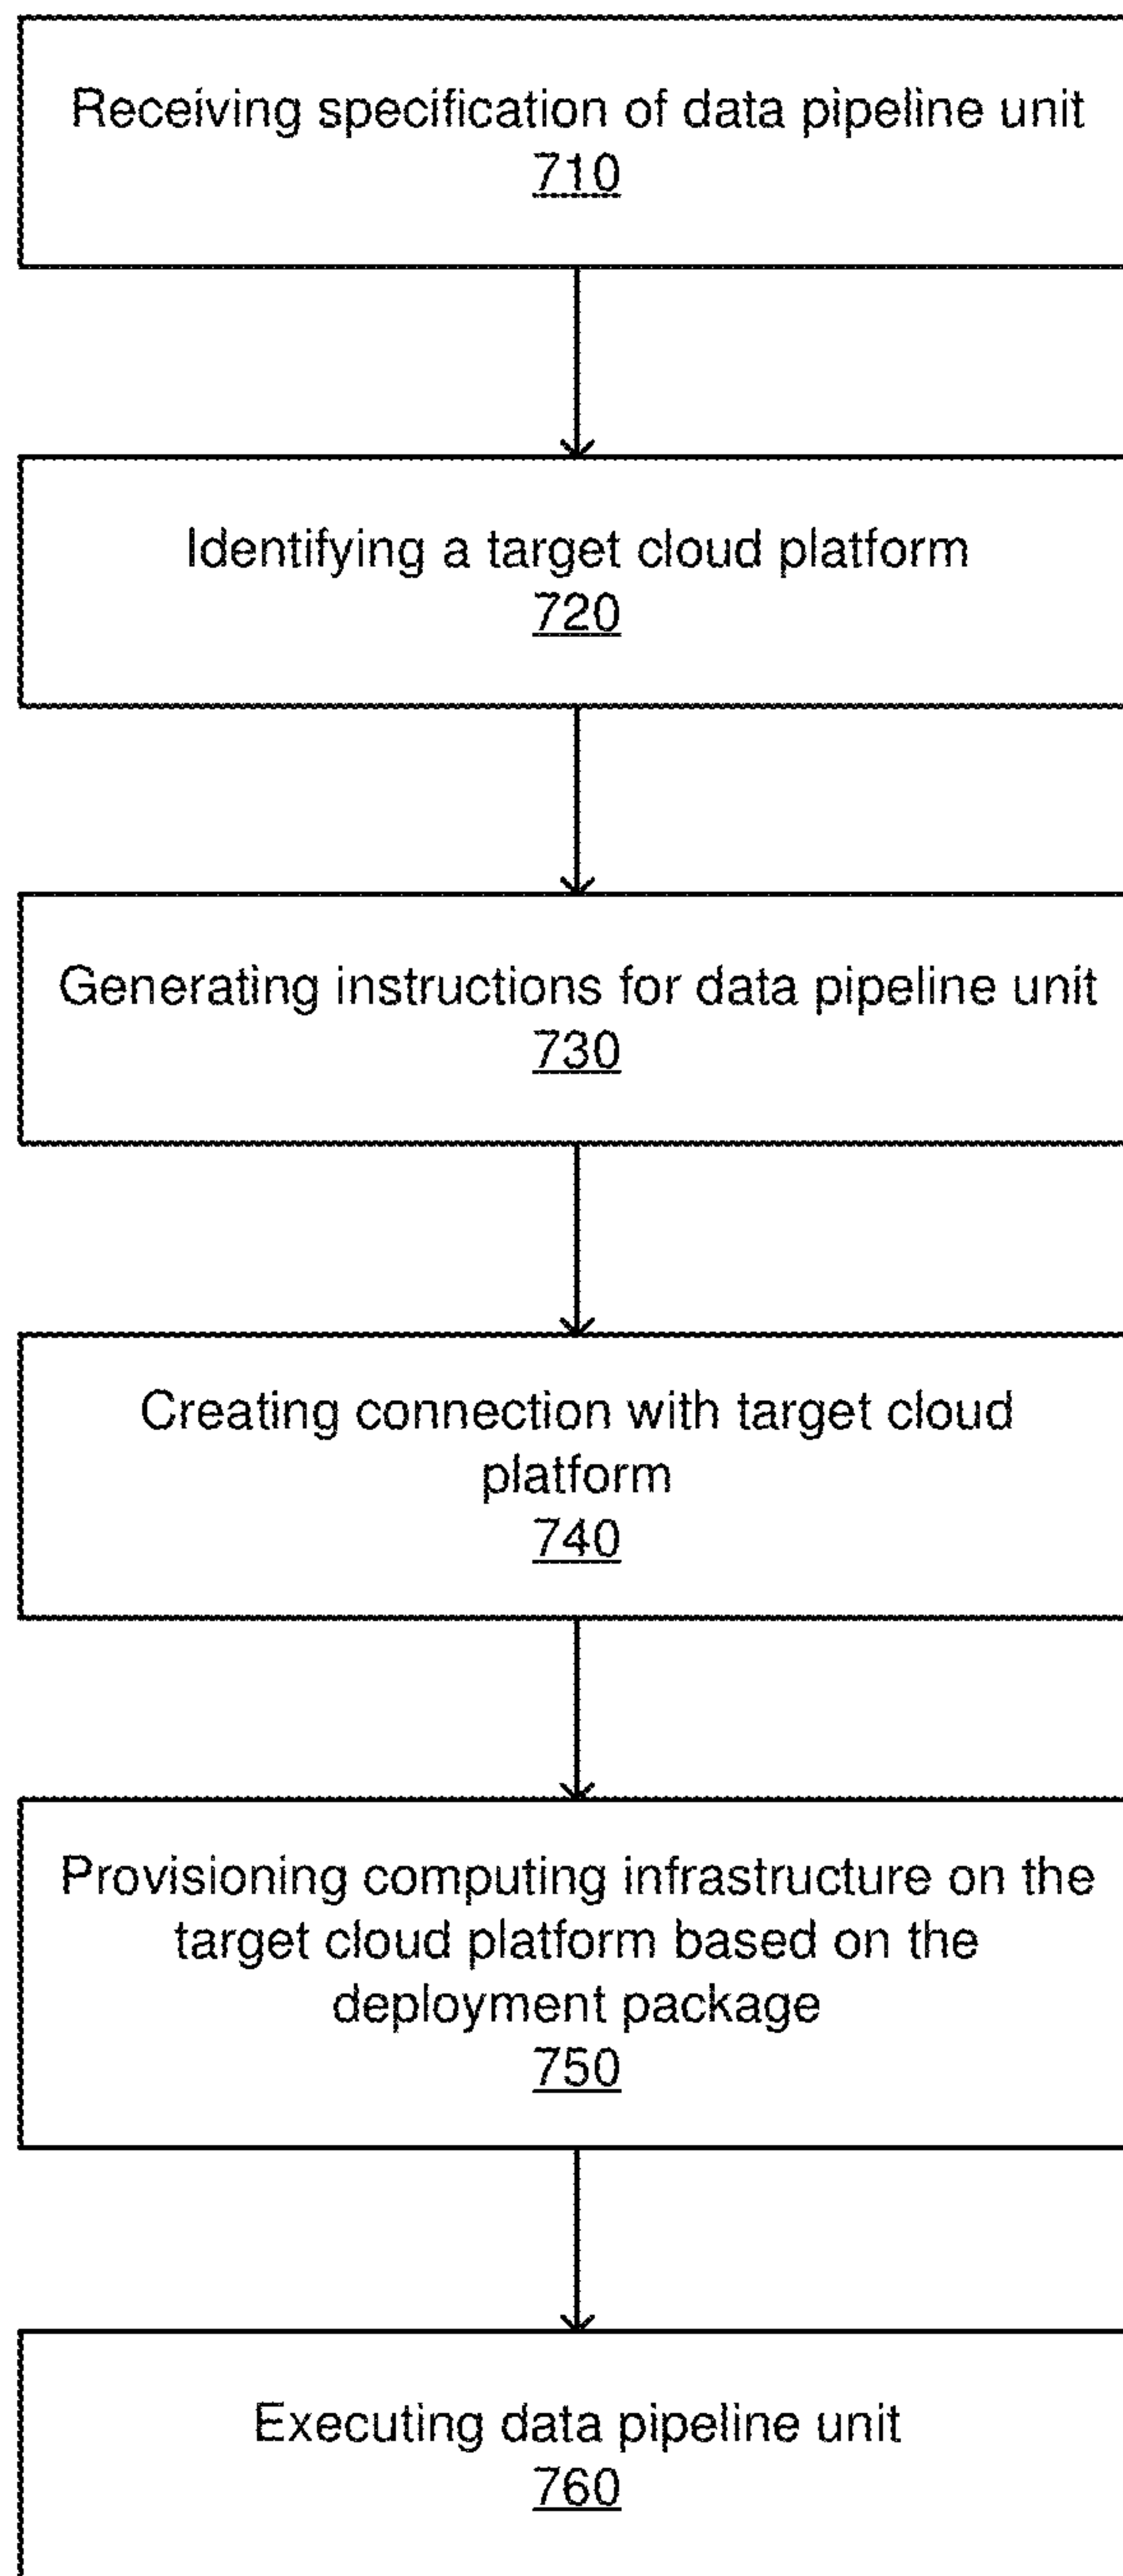 Receiving specification of data pipeline unit
710
Identifying a target cloud platform
720
Generating instructions for data pipeline unit
730
Creating connection with target cloud
platform
740
Provisioning computing infrastructure on the
target cloud platform based on the
deployment package
750
Executing data pipeline unit
760